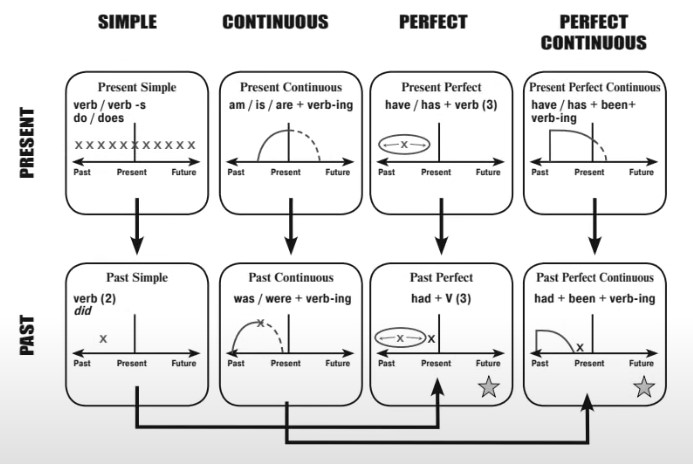 SIMPLE
CONTINUOUS
PERFECT
PERFECT
CONTINUOUS
PRESENT
Present Simple
verb / verb -s
do / does
x x x x x x x x x x x
Past Present Future
Present Continuous
am / is / are + verb-ing
Past Present Future
Present Perfect
have / has + verb (3)
x
Past Present Future
Present Perfect Continuous
have / has + been+
verb-ing
Past Present Future
PAST
Past Simple
verb (2)
did
x
Past Present Future
Past Continuous
was / were + verb-ing
x
Past Present Future
Past Perfect
had + V (3)
x x
Past Present Future
Past Perfect Continuous
had + been + verb-ing
x
Past Present Future